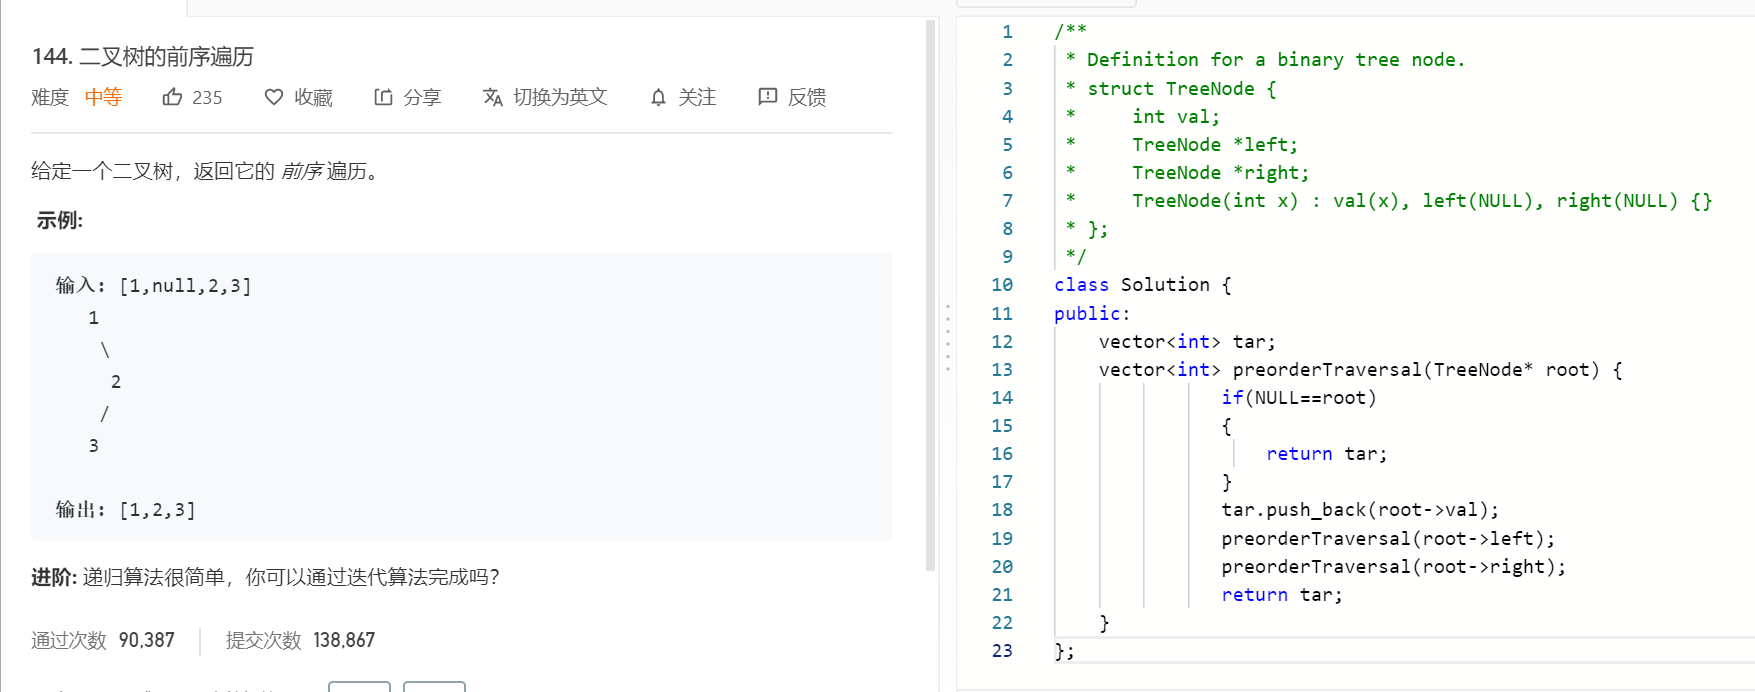 144. 二叉树的前序遍历
难度 中等 235 收藏 分享 切换为英文 关注 反馈
给定一个二叉树，返回它的 前序 遍历。
示例:
输入: [1,null,2,3]
1
\
2
/
3
输出: [1,2,3]
进阶: 递归算法很简单，你可以通过迭代算法完成吗？
通过次数 90,387 提交次数 138,867
1 /**
2 * Definition for a binary tree node.
3 * struct TreeNode {
4 * int val;
5 * TreeNode *left;
6 * TreeNode *right;
7 * TreeNode(int x) : val(x), left(NULL), right(NULL) {}
8 * };
9 */
10 class Solution {
11 public:
12 vector<int> tar;
13 vector<int> preorderTraversal(TreeNode* root) {
14 if(NULL==root)
15 {
16 return tar;
17 }
18 tar.push_back(root->val);
19 preorderTraversal(root->left);
20 preorderTraversal(root->right);
21 return tar;
22 }
23 };